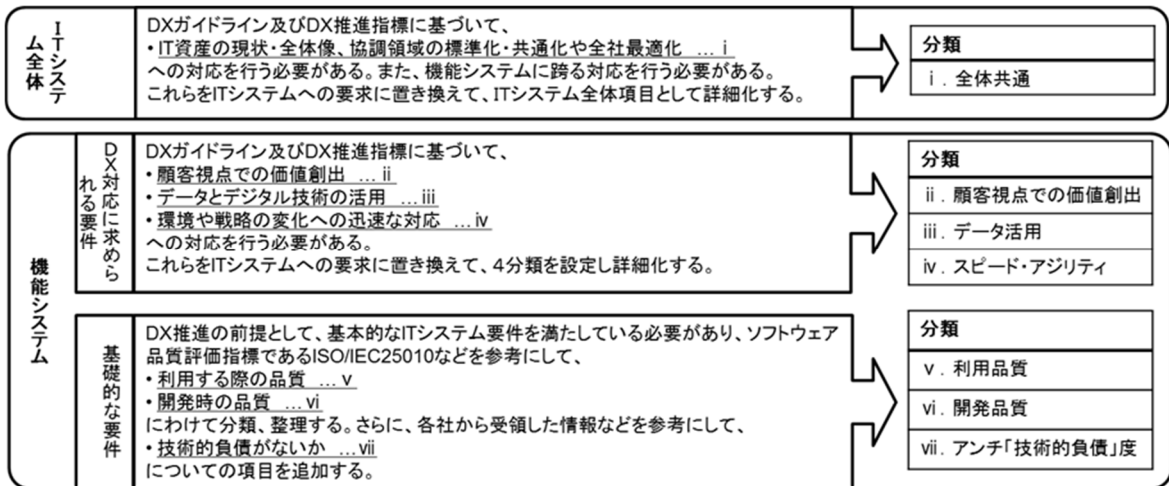 ITシステム全体
DXガイドライン及びDX推進指標に基づいて、
・IT資産の現状・全体像、協調領域の標準化・共通化や全社最適化 … i
への対応を行う必要がある。また、機能システムに跨る対応を行う必要がある。
これらをITシステムへの要求に置き換えて、ITシステム全体項目として詳細化する。
分類
i．全体共通
機能システム
DX対応に求められる要件
DXガイドライン及びDX推進指標に基づいて、
・顧客視点での価値創出 … ii
・データとデジタル技術の活用 … iii
・環境や戦略の変化への迅速な対応 … iv
への対応を行う必要がある。
これらをITシステムへの要求に置き換えて、4分類を設定し詳細化する。
分類
ii．顧客視点での価値創出
iii．データ活用
iv．スピード・アジリティ
基礎的な要件
DX推進の前提として、基本的なITシステム要件を満たしている必要があり、ソフトウェア
品質評価指標であるISO/IEC25010などを参考にして、
・利用する際の品質 … v
・開発時の品質 … vi
にわけて分類、整理する。さらに、各社から受領した情報などを参考にして、
・技術的負債がないか … vii
についての項目を追加する。
分類
v．利用品質
vi．開発品質
vii．アンチ「技術的負債」度